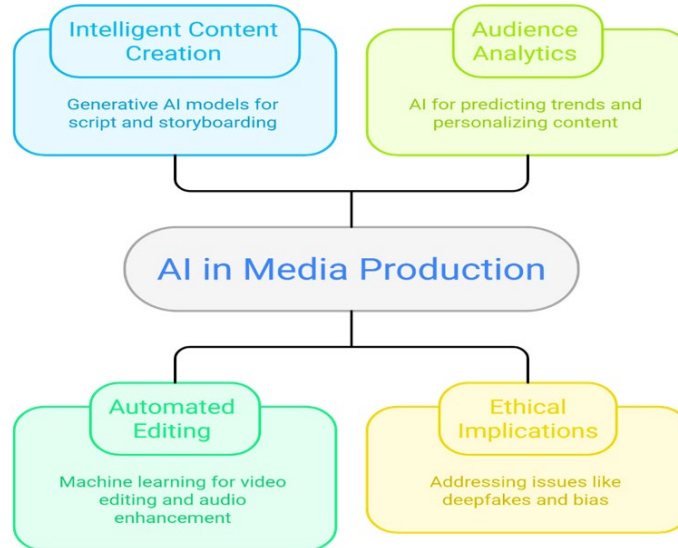 Intelligent Content
Creation
Generative AI models for
script and storyboarding
Audience
Analytics
AI for predicting trends and
personalizing content
AI in Media Production
Automated
Editing
Machine learning for video
editing and audio
enhancement
Ethical
Implications
Addressing issues like
deepfakes and bias